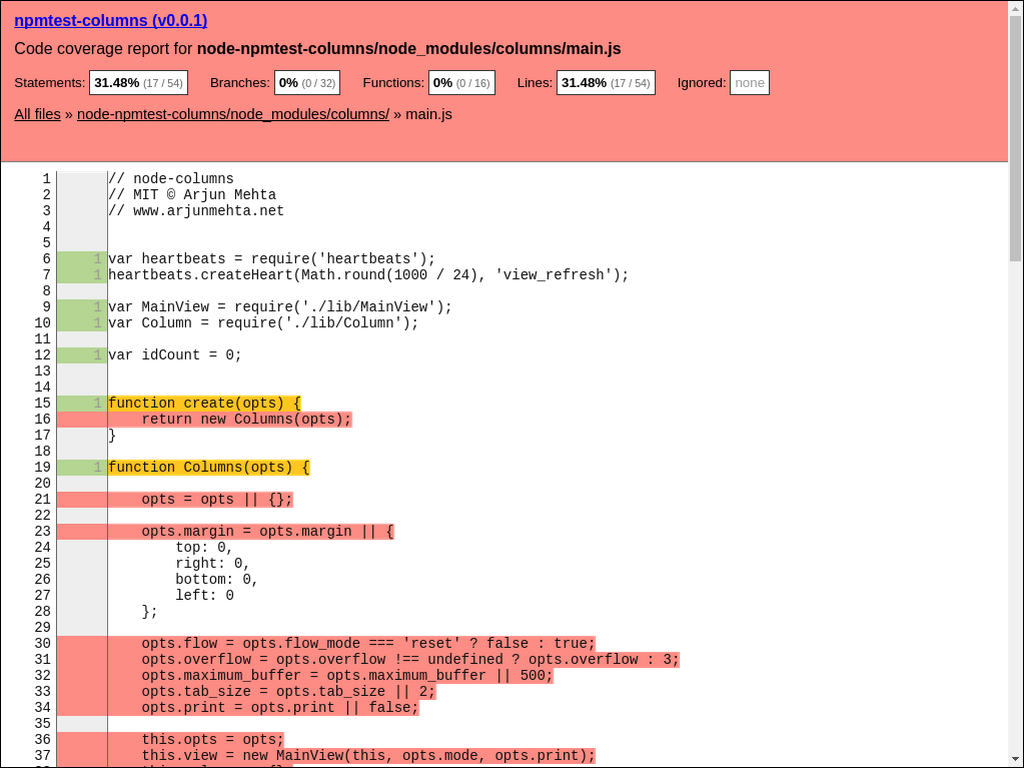 npmtest-columns (v0.0.1)
Code coverage report for node-npmtest-columns/node_modules/columns/main.js
Statements: 31.48% (17 / 54) Branches: 0% (0 / 32) Functions: 0% (0 / 16) Lines: 31.48% (17 / 54) Ignored: none
All files » node-npmtest-columns/node_modules/columns/ » main.js
1 // node-columns
2 // MIT © Arjun Mehta
3 // www.arjunmehta.net
4
5
6 1 var heartbeats = require('heartbeats');
7 1 heartbeats.createHeart(Math.round(1000 / 24), 'view_refresh');
8
9 1 var MainView = require('./lib/MainView');
10 1 var Column = require('./lib/Column');
11
12 1 var idCount = 0;
13
14
15 1 function create(opts) {
16 return new Columns(opts);
17 }
18
19 1 function Columns(opts) {
20
21 opts = opts || {};
22
23 opts.margin = opts.margin || {
24 top: 0,
25 right: 0,
26 bottom: 0,
27 left: 0
28 };
29
30 opts.flow = opts.flow_mode === 'reset' ? false : true;
31 opts.overflow = opts.overflow !== undefined ? opts.overflow : 3;
32 opts.maximum_buffer = opts.maximum_buffer || 500;
33 opts.tab_size = opts.tab_size || 2;
34 opts.print = opts.print || false;
35
36 this.opts = opts;
37 this.view = new MainView(this, opts.mode, opts.print);